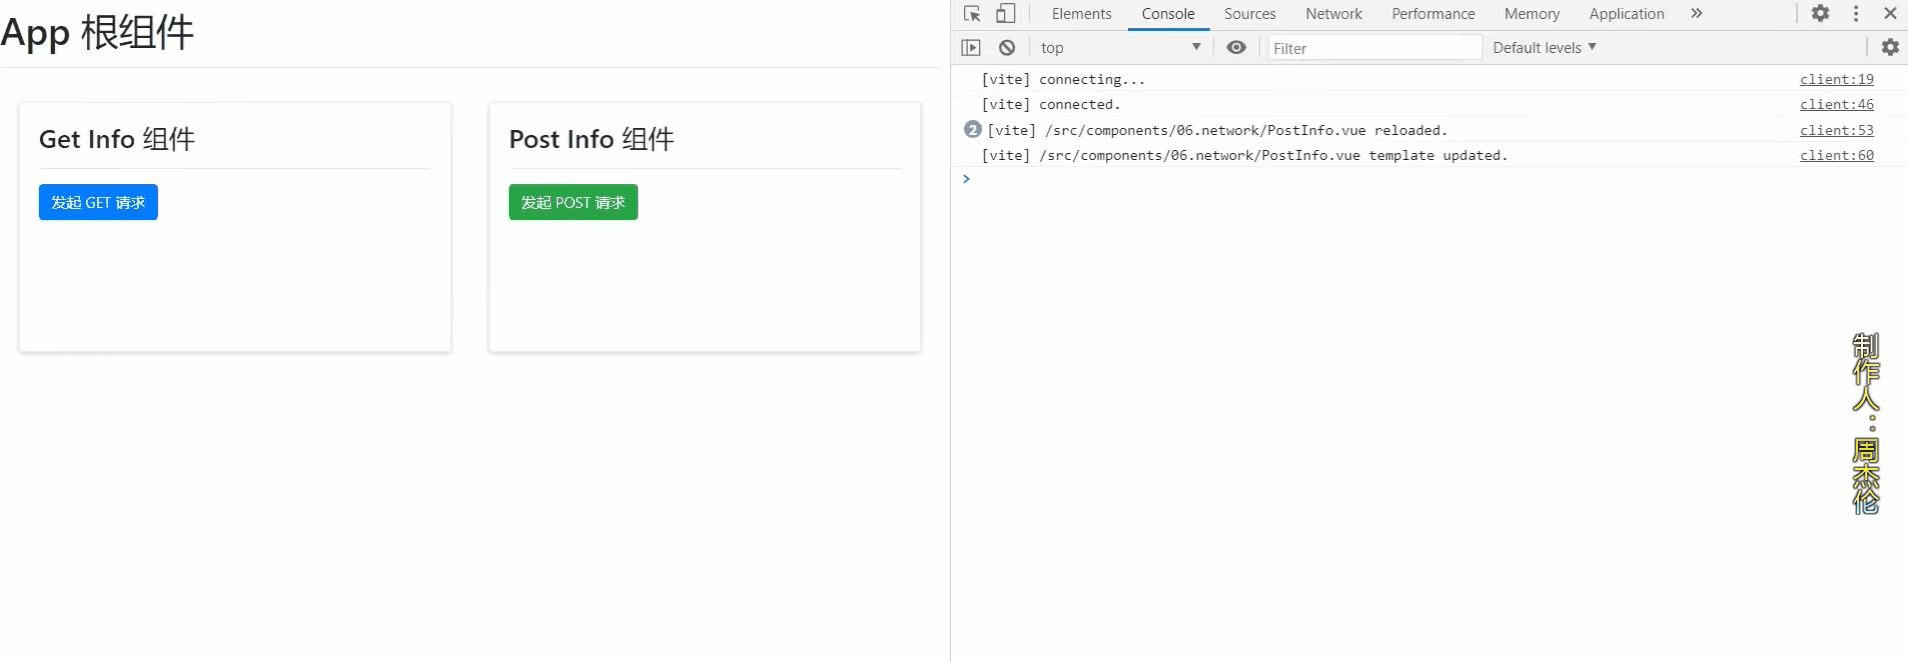 App 根组件
Get Info 组件
发起 GET 请求
Post Info 组件
发起 POST 请求
Elements Console Sources Network Performance Memory Application
top Filter Default levels
[vite] connecting... client:19
[vite] connected. client:46
2 [vite] /src/components/06.network/PostInfo.vue reloaded. client:53
[vite] /src/components/06.network/PostInfo.vue template updated. client:60
制作人：周杰伦